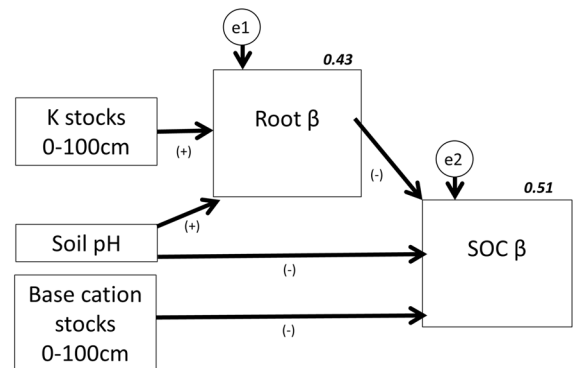 e1
0.43
K stocks
0-100cm
(+)
Root β
(-)
e2
0.51
Soil pH
(+)
(-)
SOC β
Base cation
stocks
0-100cm
(-)